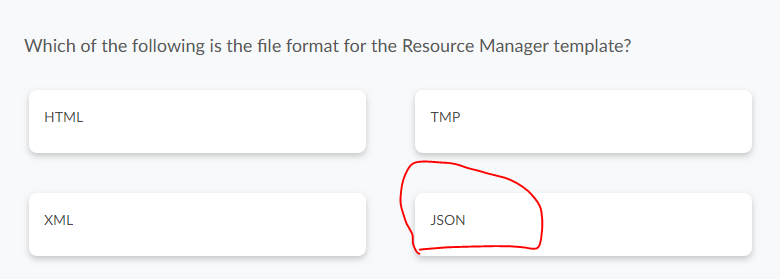 Which of the following is the file format for the Resource Manager template?
HTML
TMP
XML
JSON